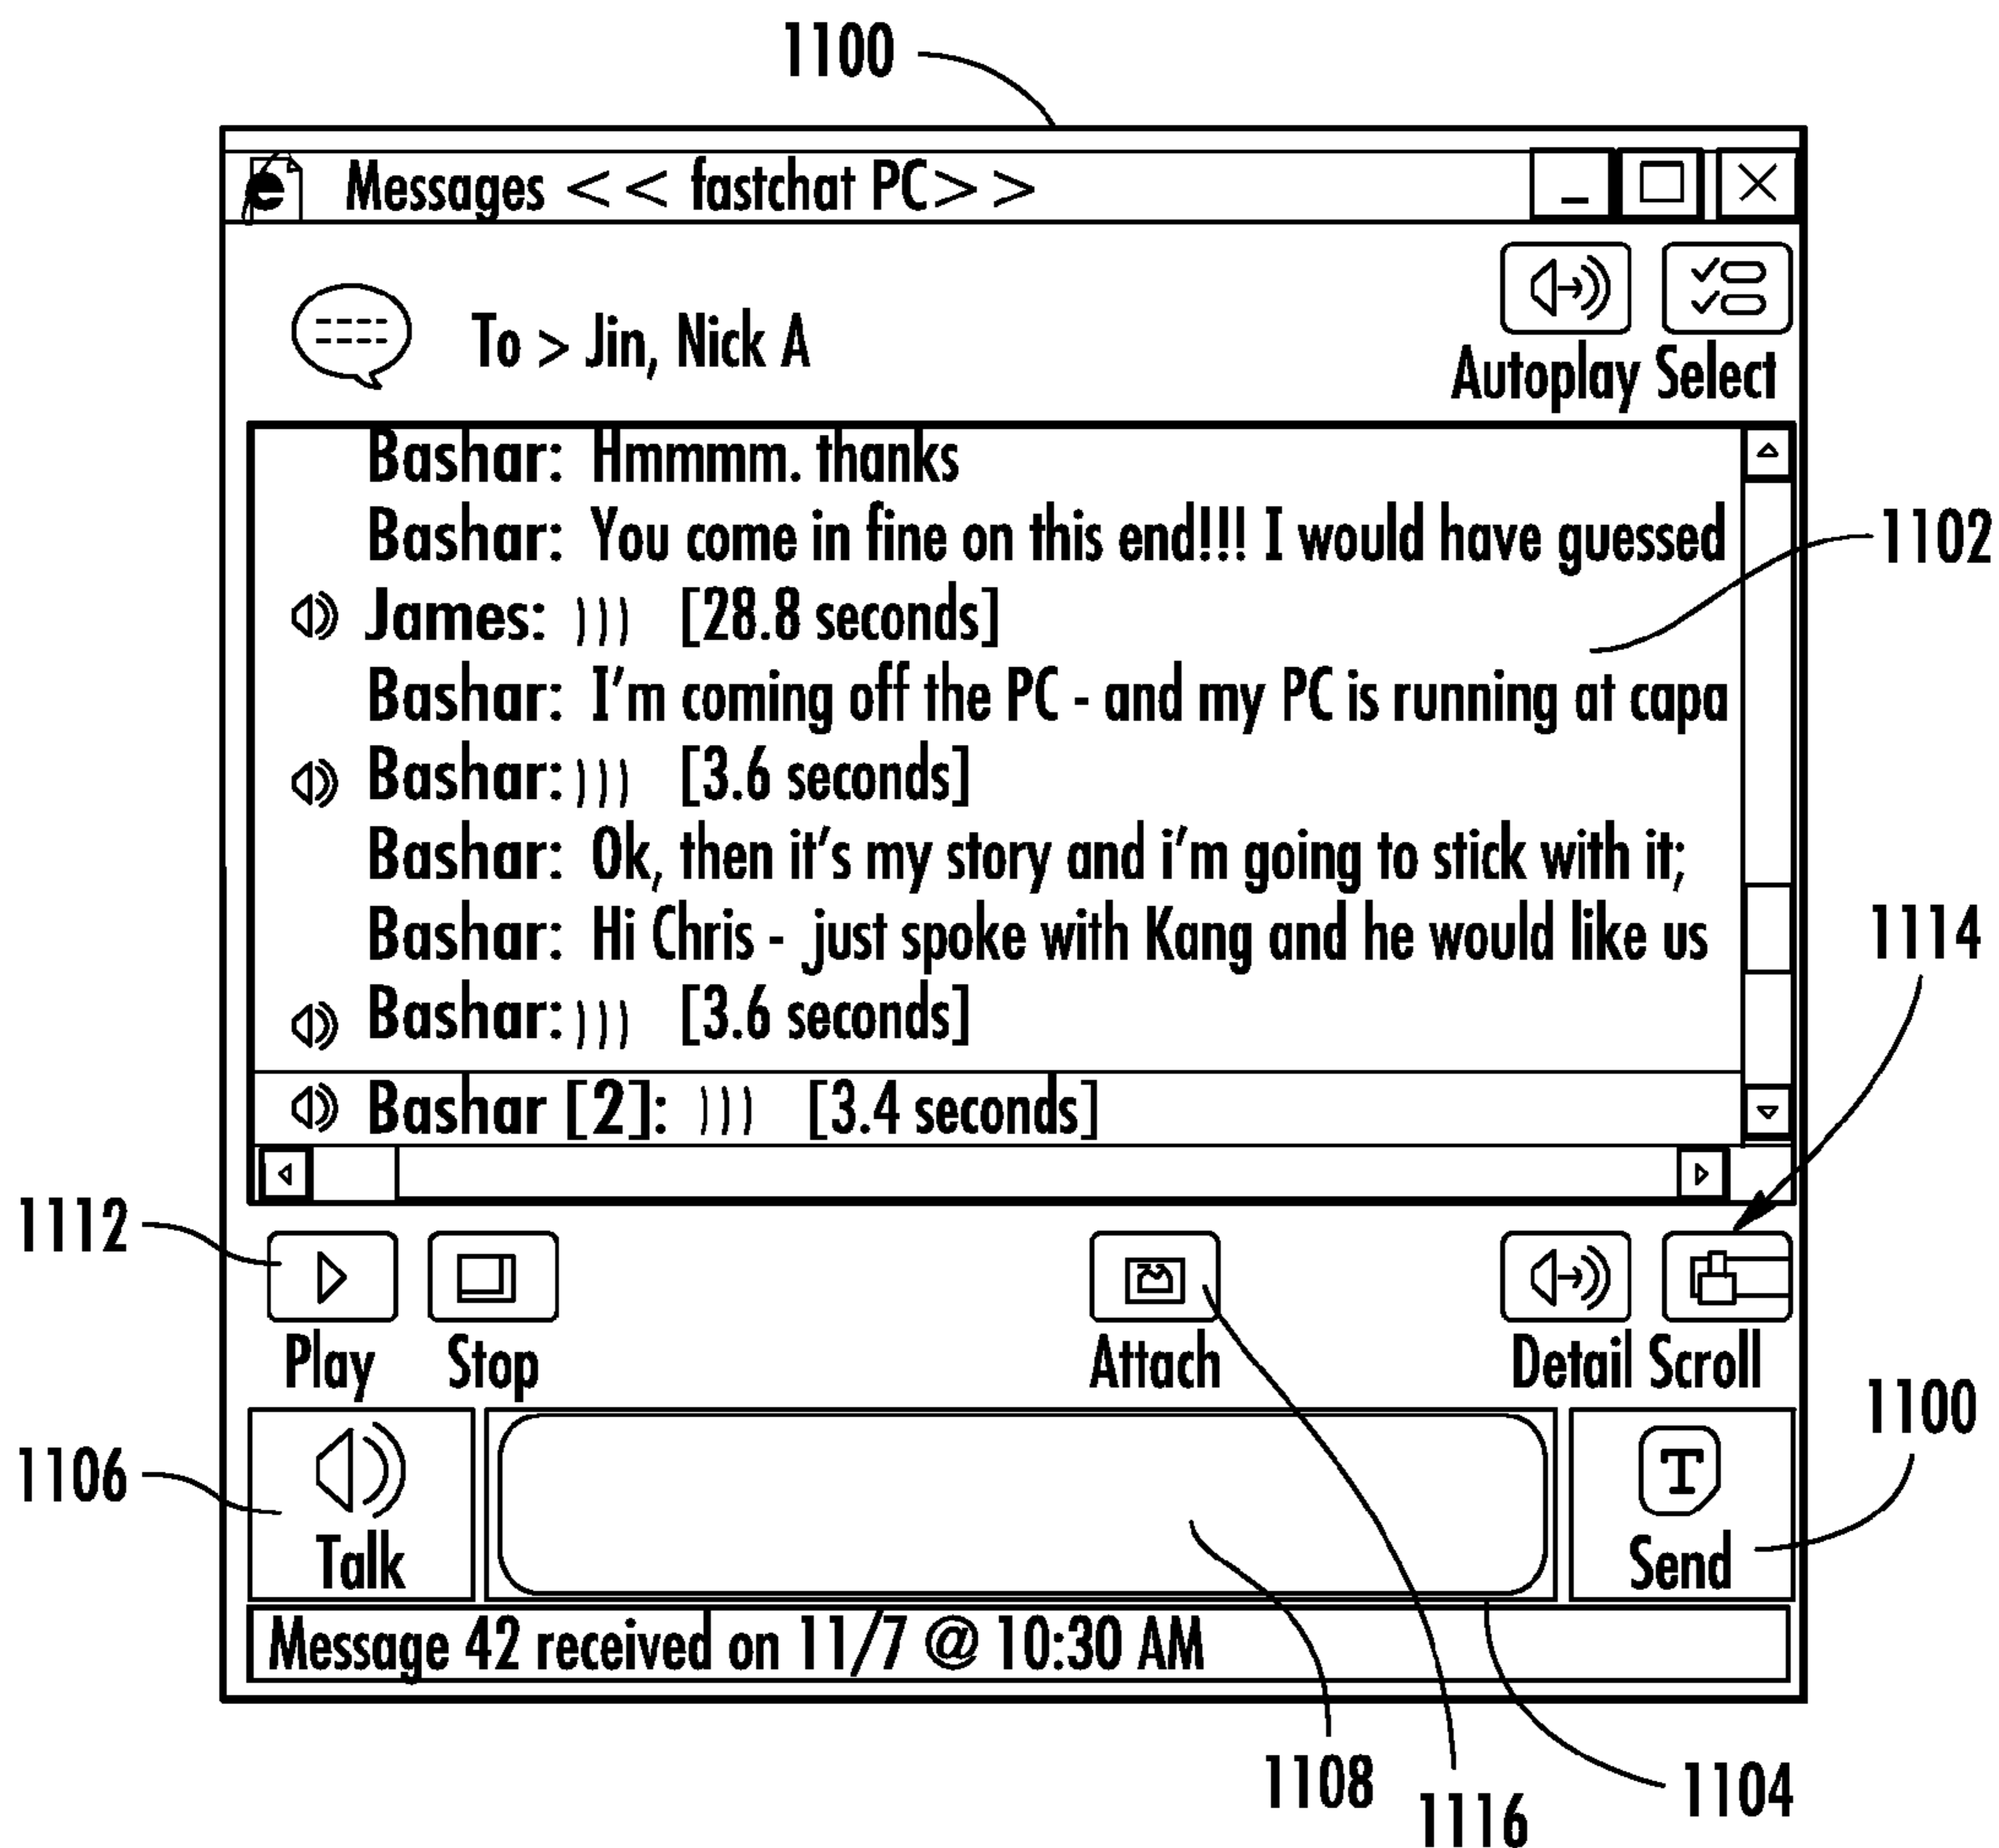 1100
Messages << fastchat PC>>
To > Jin, Nick A
Autoplay Select
Bashar: Hmmmm. thanks
Bashar: You come in fine on this end!!! I would have guessed
1102
James: ))) [28.8 seconds]
Bashar: I'm coming off the PC - and my PC is running at capa
Bashar: ))) [3.6 seconds]
Bashar: Ok, then it's my story and i'm going to stick with it;
Bashar: Hi Chris - just spoke with Kang and he would like us
1114
Bashar: ))) [3.6 seconds]
Bashar [2]: ))) [3.4 seconds]
1112
Play Stop Attach Detail Scroll
1100
1106
T
Talk Send
Message 42 received on 11/7 @ 10:30 AM
1108
1116
1104